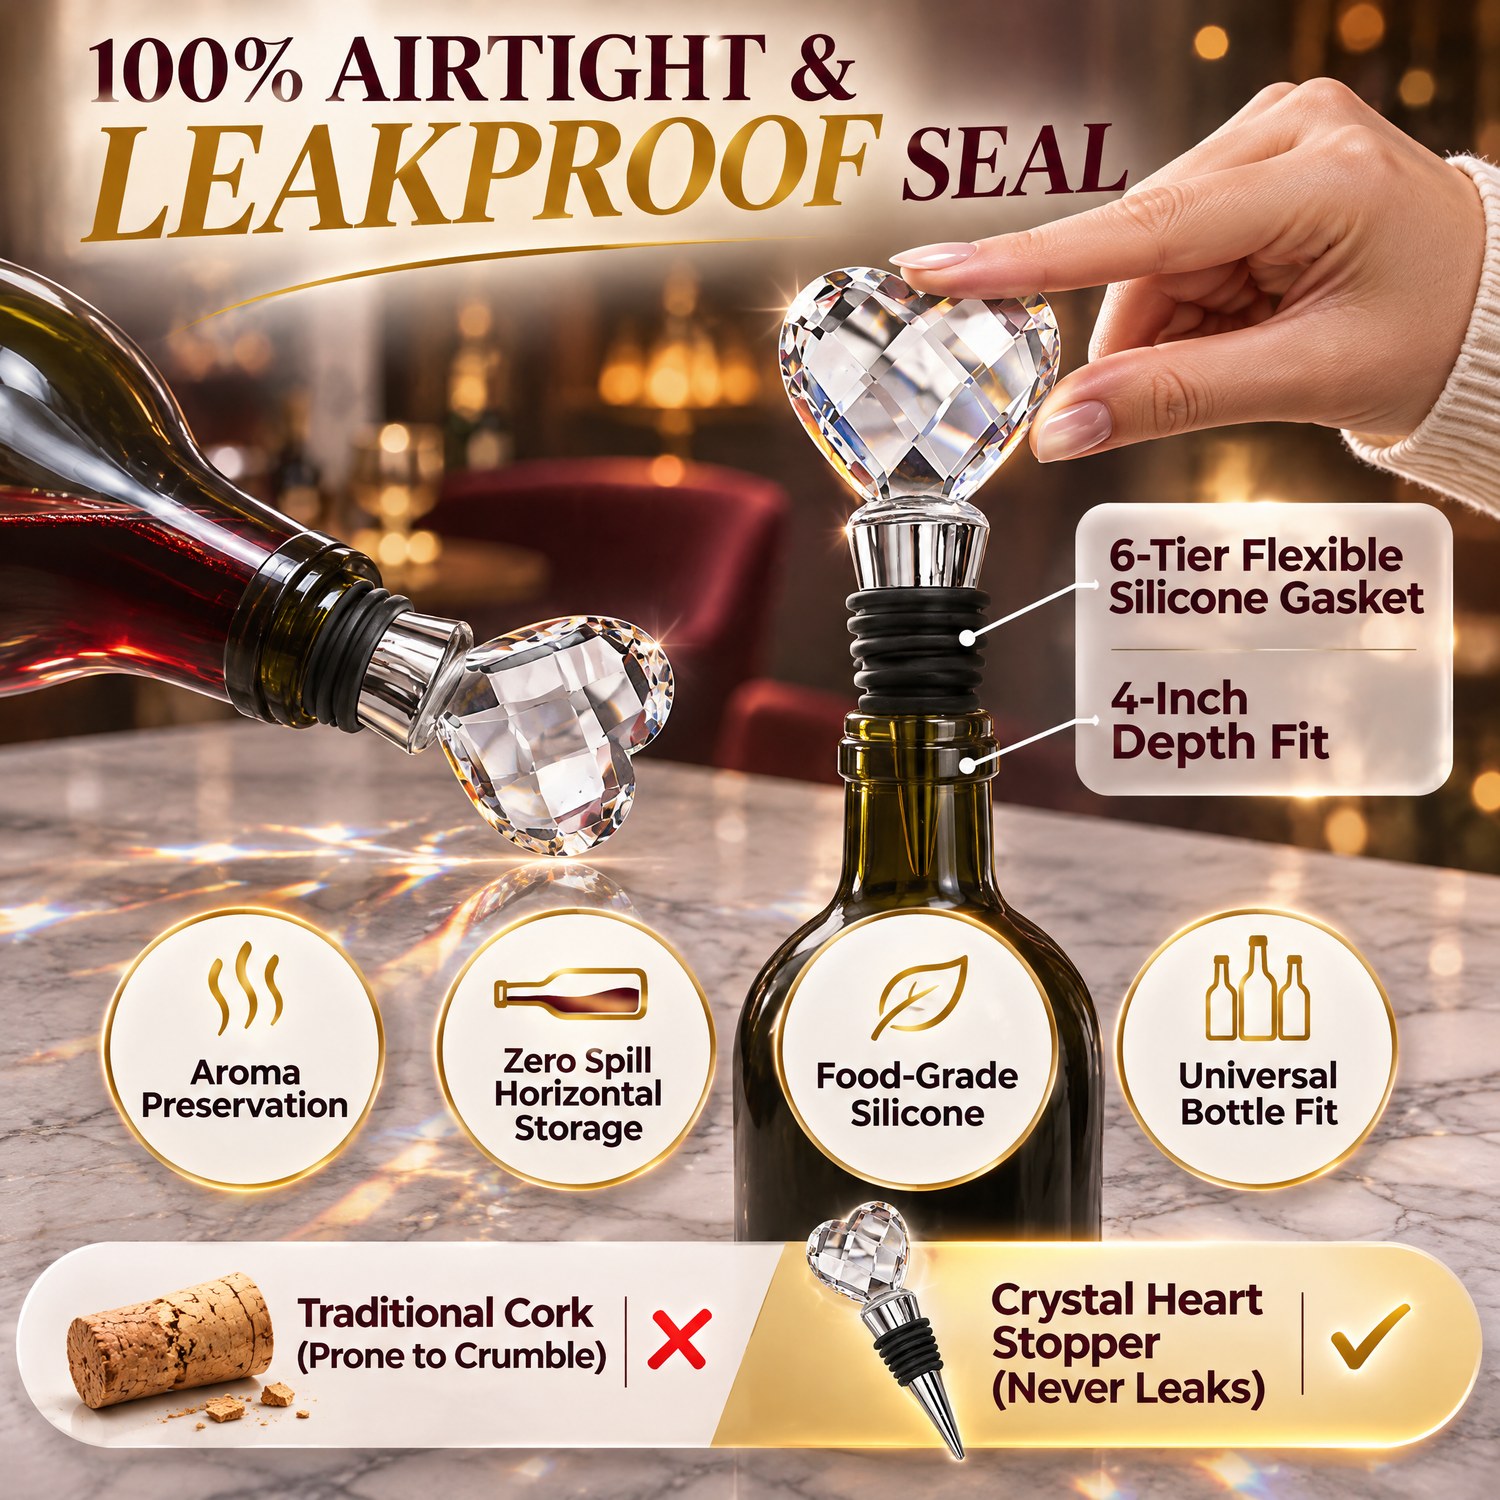 100% AIRTIGHT &
LEAKPROOF SEAL
6-Tier Flexible
Silicone Gasket
4-Inch
Depth Fit
Aroma
Preservation
Zero Spill
Horizontal
Storage
Food-Grade
Silicone
Universal
Bottle Fit
Traditional Cork
(Prone to Crumble)
Crystal Heart
Stopper
(Never Leaks)